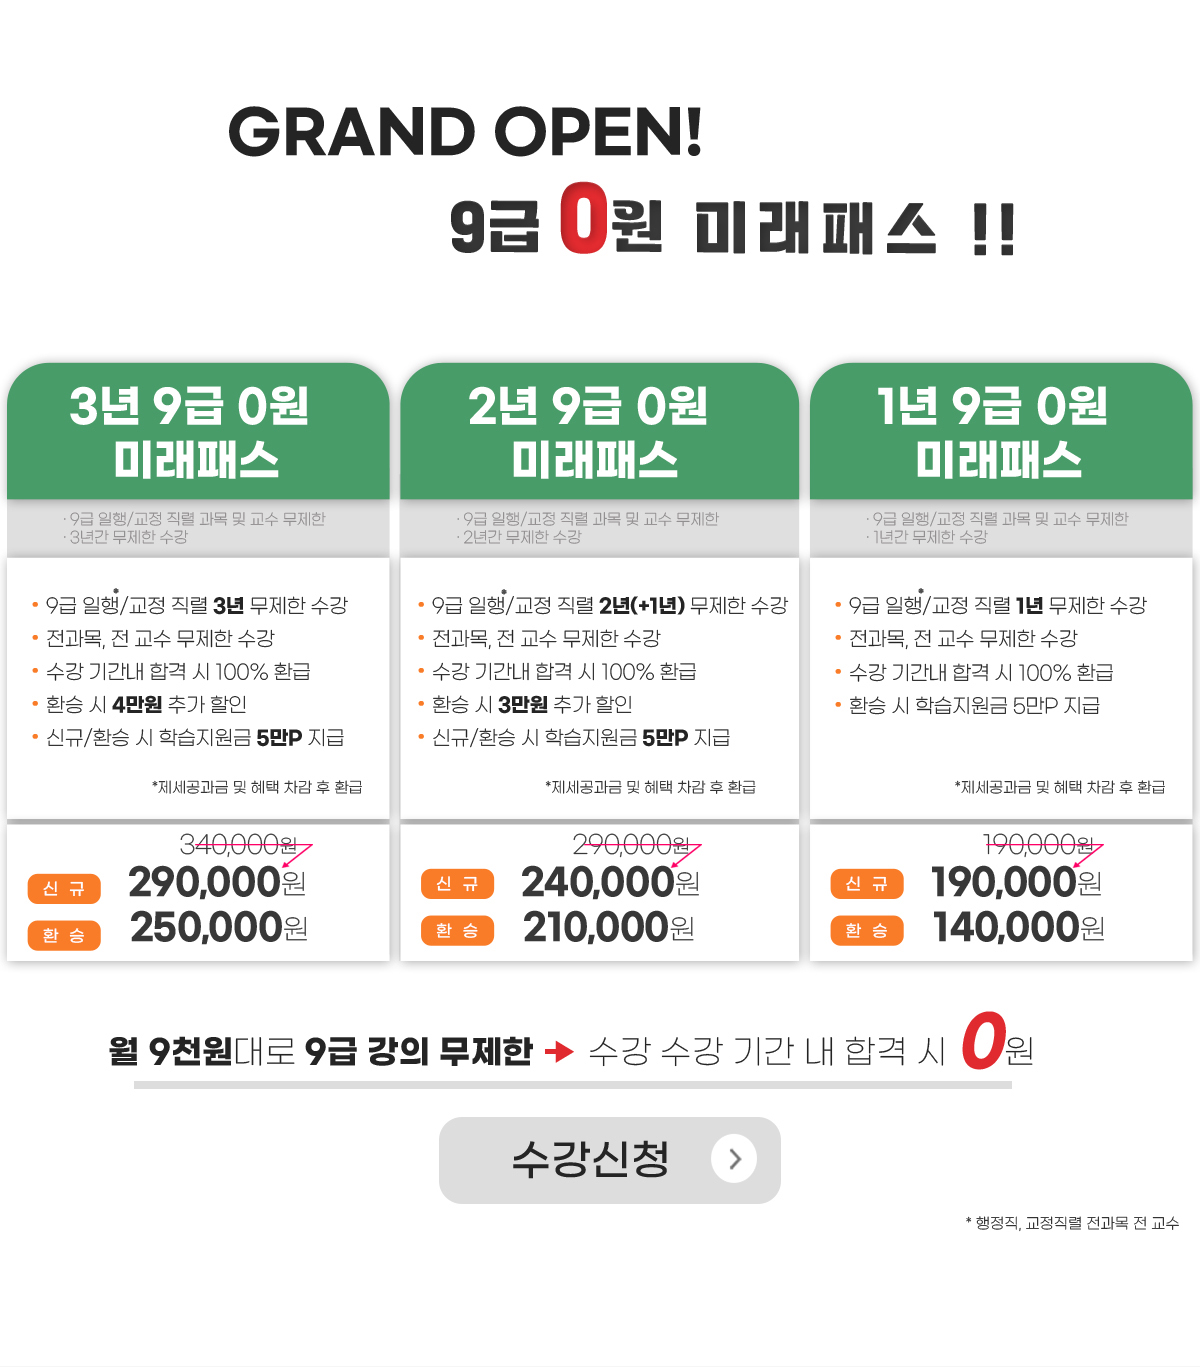 GRAND OPEN!
9급 0원 미래패스 !!
3년 9급 0원
미래패스
· 9급 일행/교정 직렬 과목 및 교수 무제한
· 3년간 무제한 수강
• 9급 일행*/교정 직렬 3년 무제한 수강
• 전과목, 전 교수 무제한 수강
• 수강 기간내 합격 시 100% 환급
• 환승 시 4만원 추가 할인
• 신규/환승 시 학습지원금 5만P 지급
*제세공과금 및 혜택 차감 후 환급
340,000원
신 규 290,000원
환 승 250,000원
2년 9급 0원
미래패스
· 9급 일행/교정 직렬 과목 및 교수 무제한
· 2년간 무제한 수강
• 9급 일행*/교정 직렬 2년(+1년) 무제한 수강
• 전과목, 전 교수 무제한 수강
• 수강 기간내 합격 시 100% 환급
• 환승 시 3만원 추가 할인
• 신규/환승 시 학습지원금 5만P 지급
*제세공과금 및 혜택 차감 후 환급
290,000원
신 규 240,000원
환 승 210,000원
1년 9급 0원
미래패스
· 9급 일행/교정 직렬 과목 및 교수 무제한
· 1년간 무제한 수강
• 9급 일행*/교정 직렬 1년 무제한 수강
• 전과목, 전 교수 무제한 수강
• 수강 기간내 합격 시 100% 환급
• 환승 시 학습지원금 5만P 지급
*제세공과금 및 혜택 차감 후 환급
190,000원
신 규 190,000원
환 승 140,000원
월 9천원대로 9급 강의 무제한 → 수강 수강 기간 내 합격 시 0원
수강신청 >
* 행정직, 교정직렬 전과목 전 교수